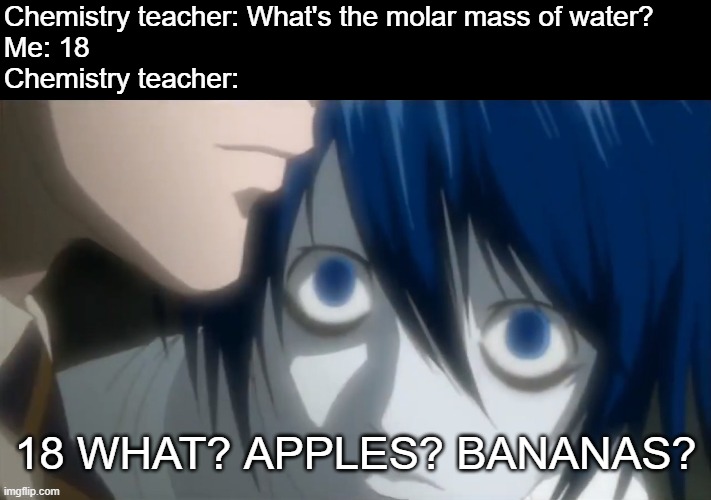 Chemistry teacher: What's the molar mass of water?
Me: 18
Chemistry teacher:
18 WHAT? APPLES? BANANAS?
imgflip.com